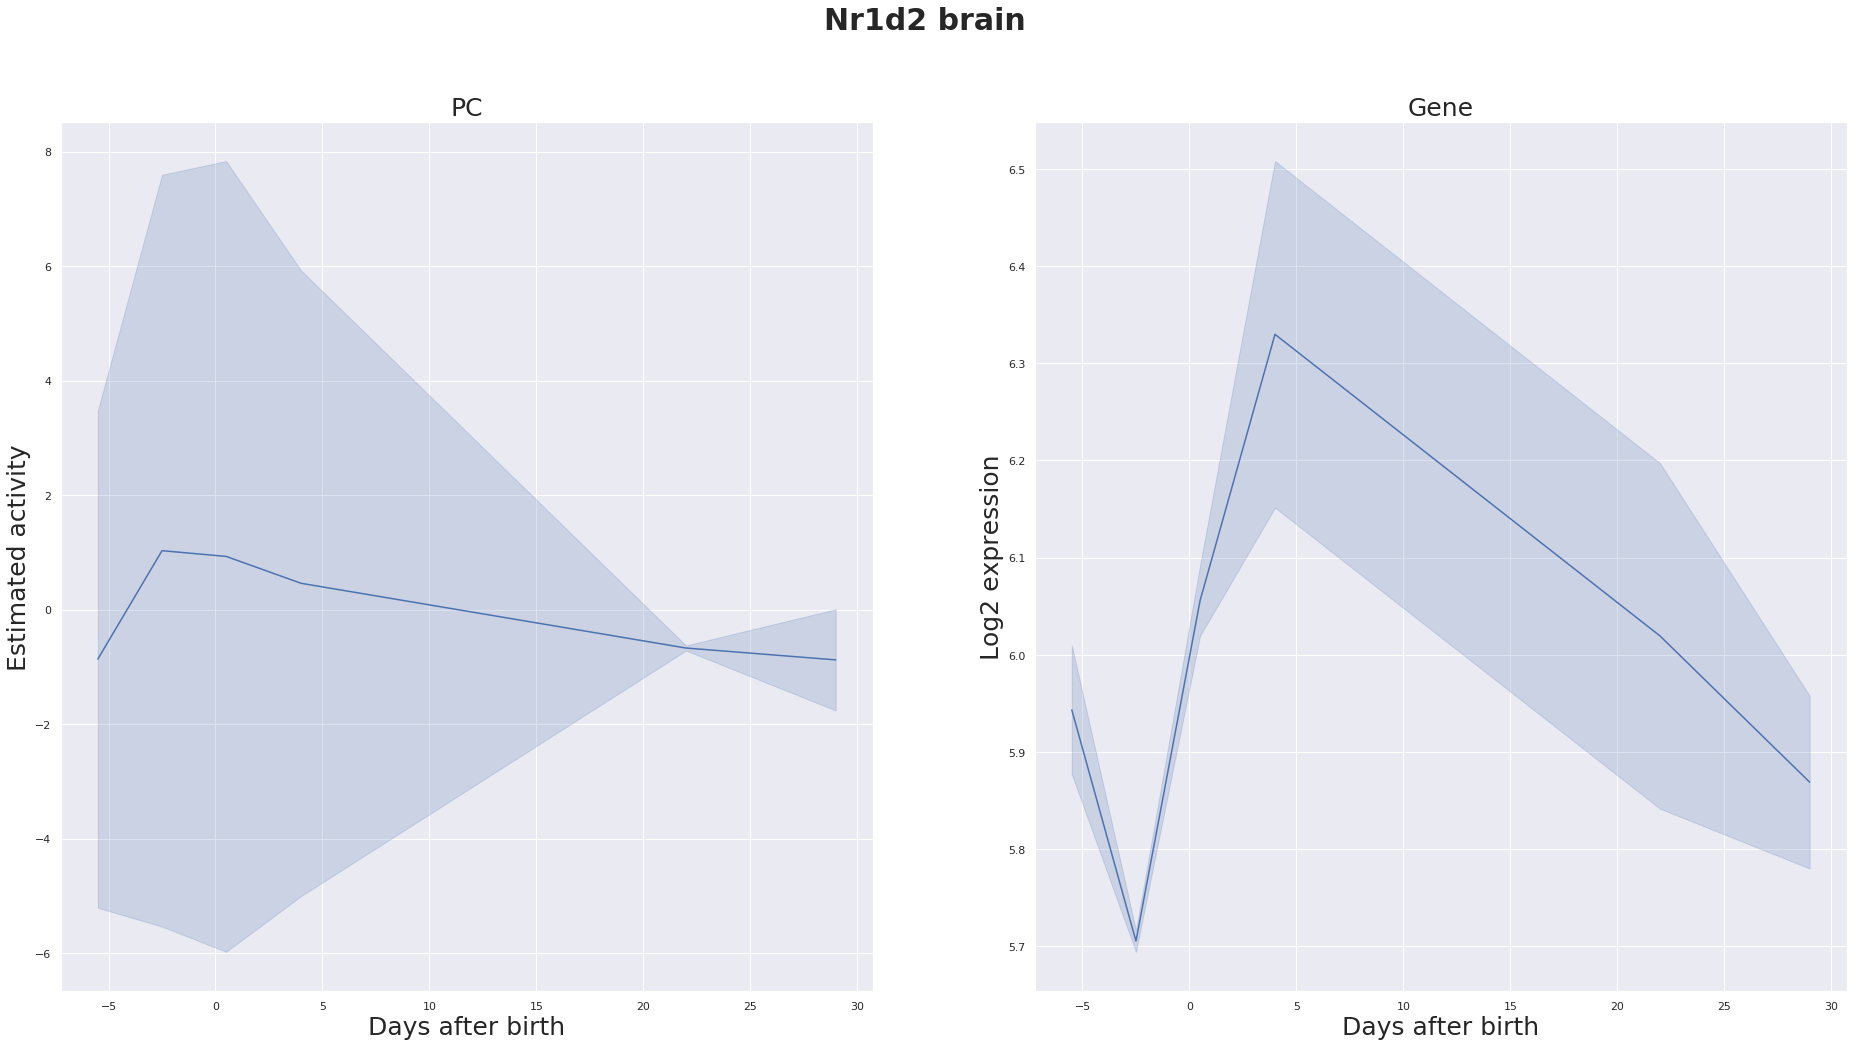 Nr1d2 brain
PC
Estimated activity
8
6
4
2
0
−2
−4
−6
−5 0 5 10 15 20 25 30
Days after birth
Gene
Log2 expression
6.5
6.4
6.3
6.2
6.1
6.0
5.9
5.8
5.7
−5 0 5 10 15 20 25 30
Days after birth